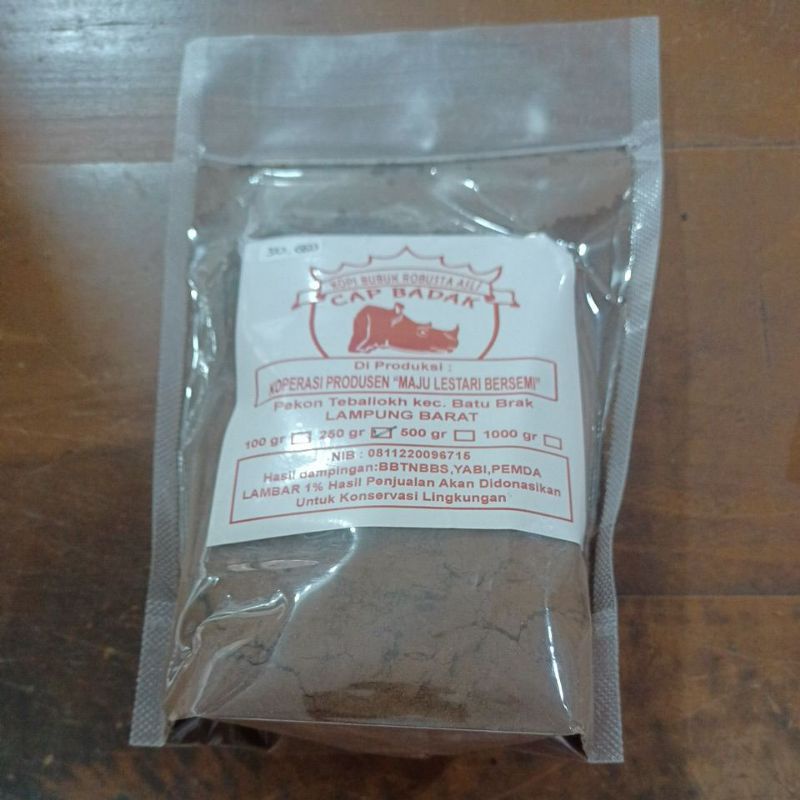 KOPI BUBUK ROBUSTA ASLI
CAP BADAK
Di Produksi :
KOPERASI PRODUSEN "MAJU LESTARI BERSEMI"
Pekon Teballokh kec. Batu Brak
LAMPUNG BARAT
100 gr 250 gr 500 gr 1000 gr
NIB : 0811220096715
Hasil dampingan:BBTNBBS,YABI,PEMDA
LAMBAR 1% Hasil Penjualan Akan Didonasikan
Untuk Konservasi Lingkungan